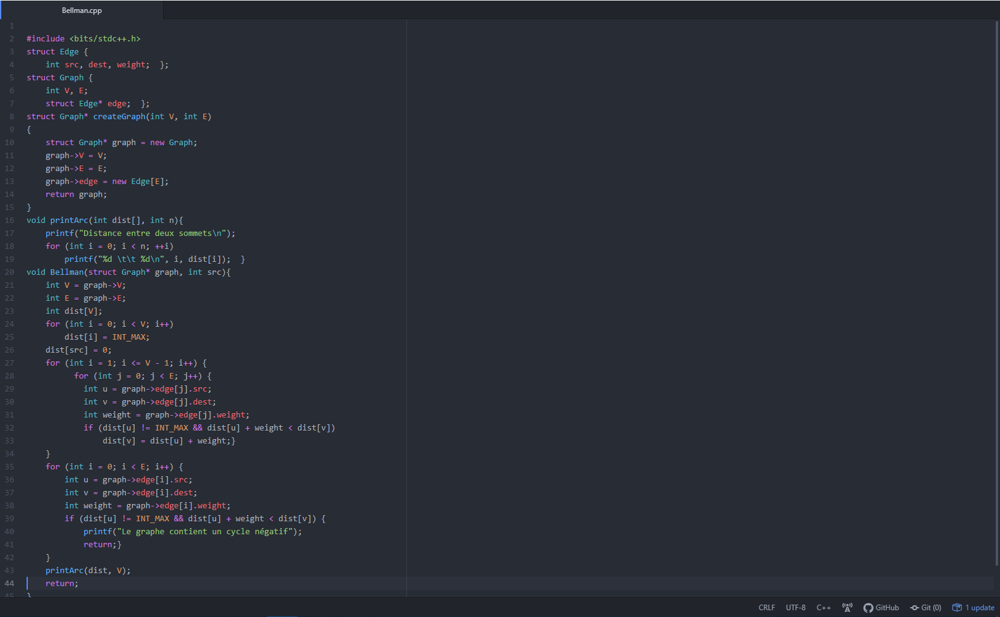 Bellman.cpp
1
2 #include <bits/stdc++.h>
3 struct Edge {
4     int src, dest, weight;  };
5 struct Graph {
6     int V, E;
7     struct Edge* edge;  };
8 struct Graph* createGraph(int V, int E)
9 {
10     struct Graph* graph = new Graph;
11     graph->V = V;
12     graph->E = E;
13     graph->edge = new Edge[E];
14     return graph;
15 }
16 void printArc(int dist[], int n){
17     printf("Distance entre deux sommets\n");
18     for (int i = 0; i < n; ++i)
19         printf("%d \t\t %d\n", i, dist[i]);  }
20 void Bellman(struct Graph* graph, int src){
21     int V = graph->V;
22     int E = graph->E;
23     int dist[V];
24     for (int i = 0; i < V; i++)
25         dist[i] = INT_MAX;
26     dist[src] = 0;
27     for (int i = 1; i <= V - 1; i++) {
28           for (int j = 0; j < E; j++) {
29             int u = graph->edge[j].src;
30             int v = graph->edge[j].dest;
31             int weight = graph->edge[j].weight;
32             if (dist[u] != INT_MAX && dist[u] + weight < dist[v])
33                 dist[v] = dist[u] + weight;}
34     }
35     for (int i = 0; i < E; i++) {
36         int u = graph->edge[i].src;
37         int v = graph->edge[i].dest;
38         int weight = graph->edge[i].weight;
39         if (dist[u] != INT_MAX && dist[u] + weight < dist[v]) {
40             printf("Le graphe contient un cycle négatif");
41             return;}
42     }
43     printArc(dist, V);
44     return;
45 }
CRLF UTF-8 C++ GitHub Git (0) 1 update